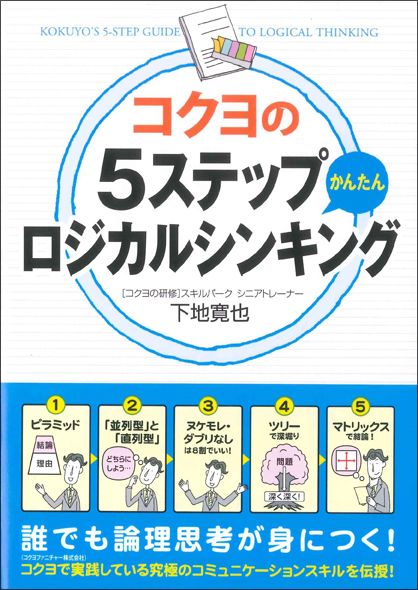 KOKUYO'S 5-STEP GUIDE TO LOGICAL THINKING
コクヨの
5ステップ
かんたん
ロジカルシンキング
[コクヨの研修]スキルパーク シニアトレーナー
下地寛也
1
ピラミッド
結論
理由
2
「並列型」と
「直列型」
どちらに
しよう…
3
ヌケモレ・
ダブりなし
は8割でいい!
4
ツリー
で深堀り
問題
深く深く!
5
マトリックス
で結論!
誰でも論理思考が身につく!
(コクヨファニチャー株式会社)
コクヨで実践している究極のコミュニケーションスキルを伝授!